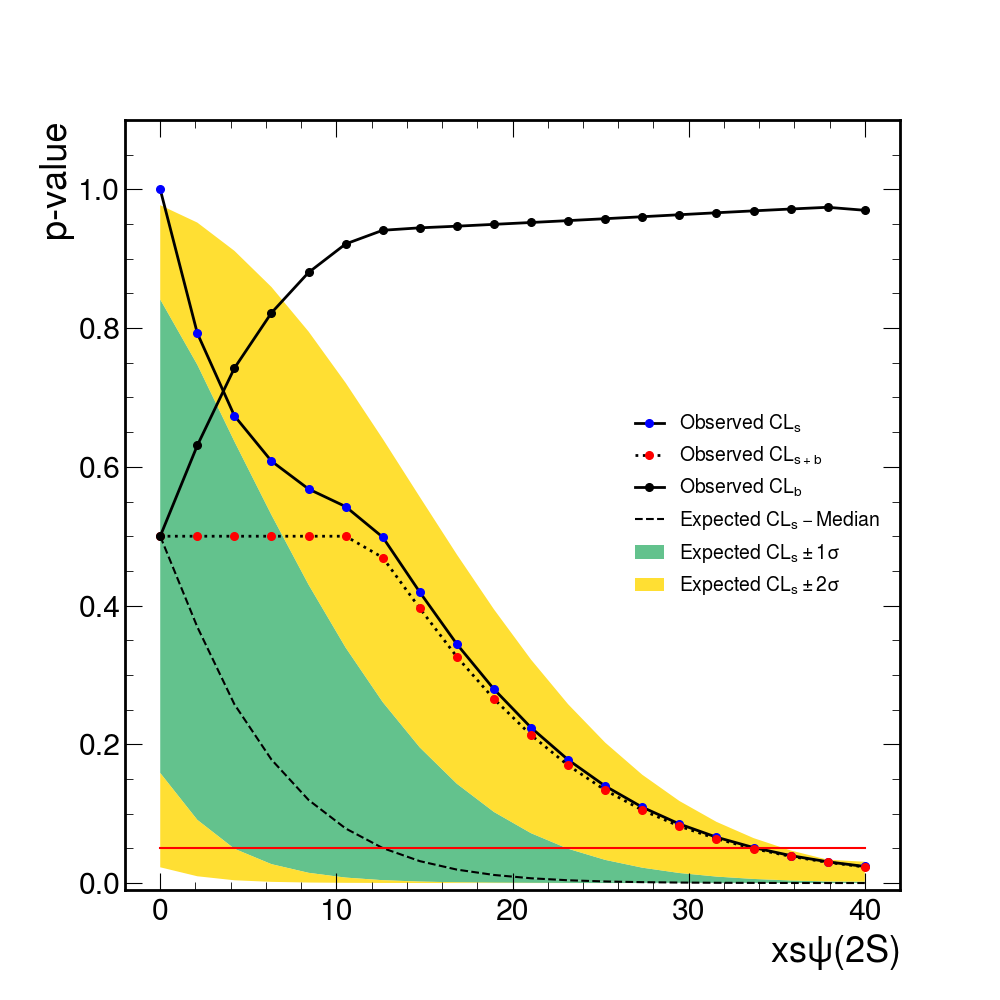 p-value
1.0
0.8
0.6
0.4
0.2
0.0
Observed CLs
Observed CLs+b
Observed CLb
Expected CLs − Median
Expected CLs ± 1σ
Expected CLs ± 2σ
0 10 20 30 40
xsψ(2S)